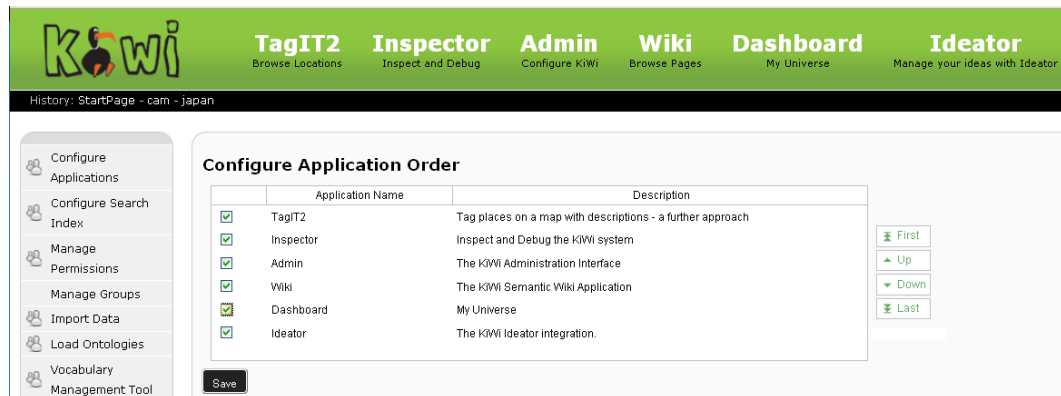 KiWi
TagIT2 Inspector Admin Wiki Dashboard Ideator
Browse Locations Inspect and Debug Configure KiWi Browse Pages My Universe Manage your ideas with Ideator
History: StartPage - cam - japan
Configure
Applications
Configure Search
Index
Manage
Permissions
Manage Groups
Import Data
Load Ontologies
Vocabulary
Management Tool
Configure Application Order
Application Name Description
TagIT2 Tag places on a map with descriptions - a further approach
Inspector Inspect and Debug the KiWi system
Admin The KiWi Administration Interface
Wiki The KiWi Semantic Wiki Application
Dashboard My Universe
Ideator The KiWi Ideator integration.
First
Up
Down
Last
Save